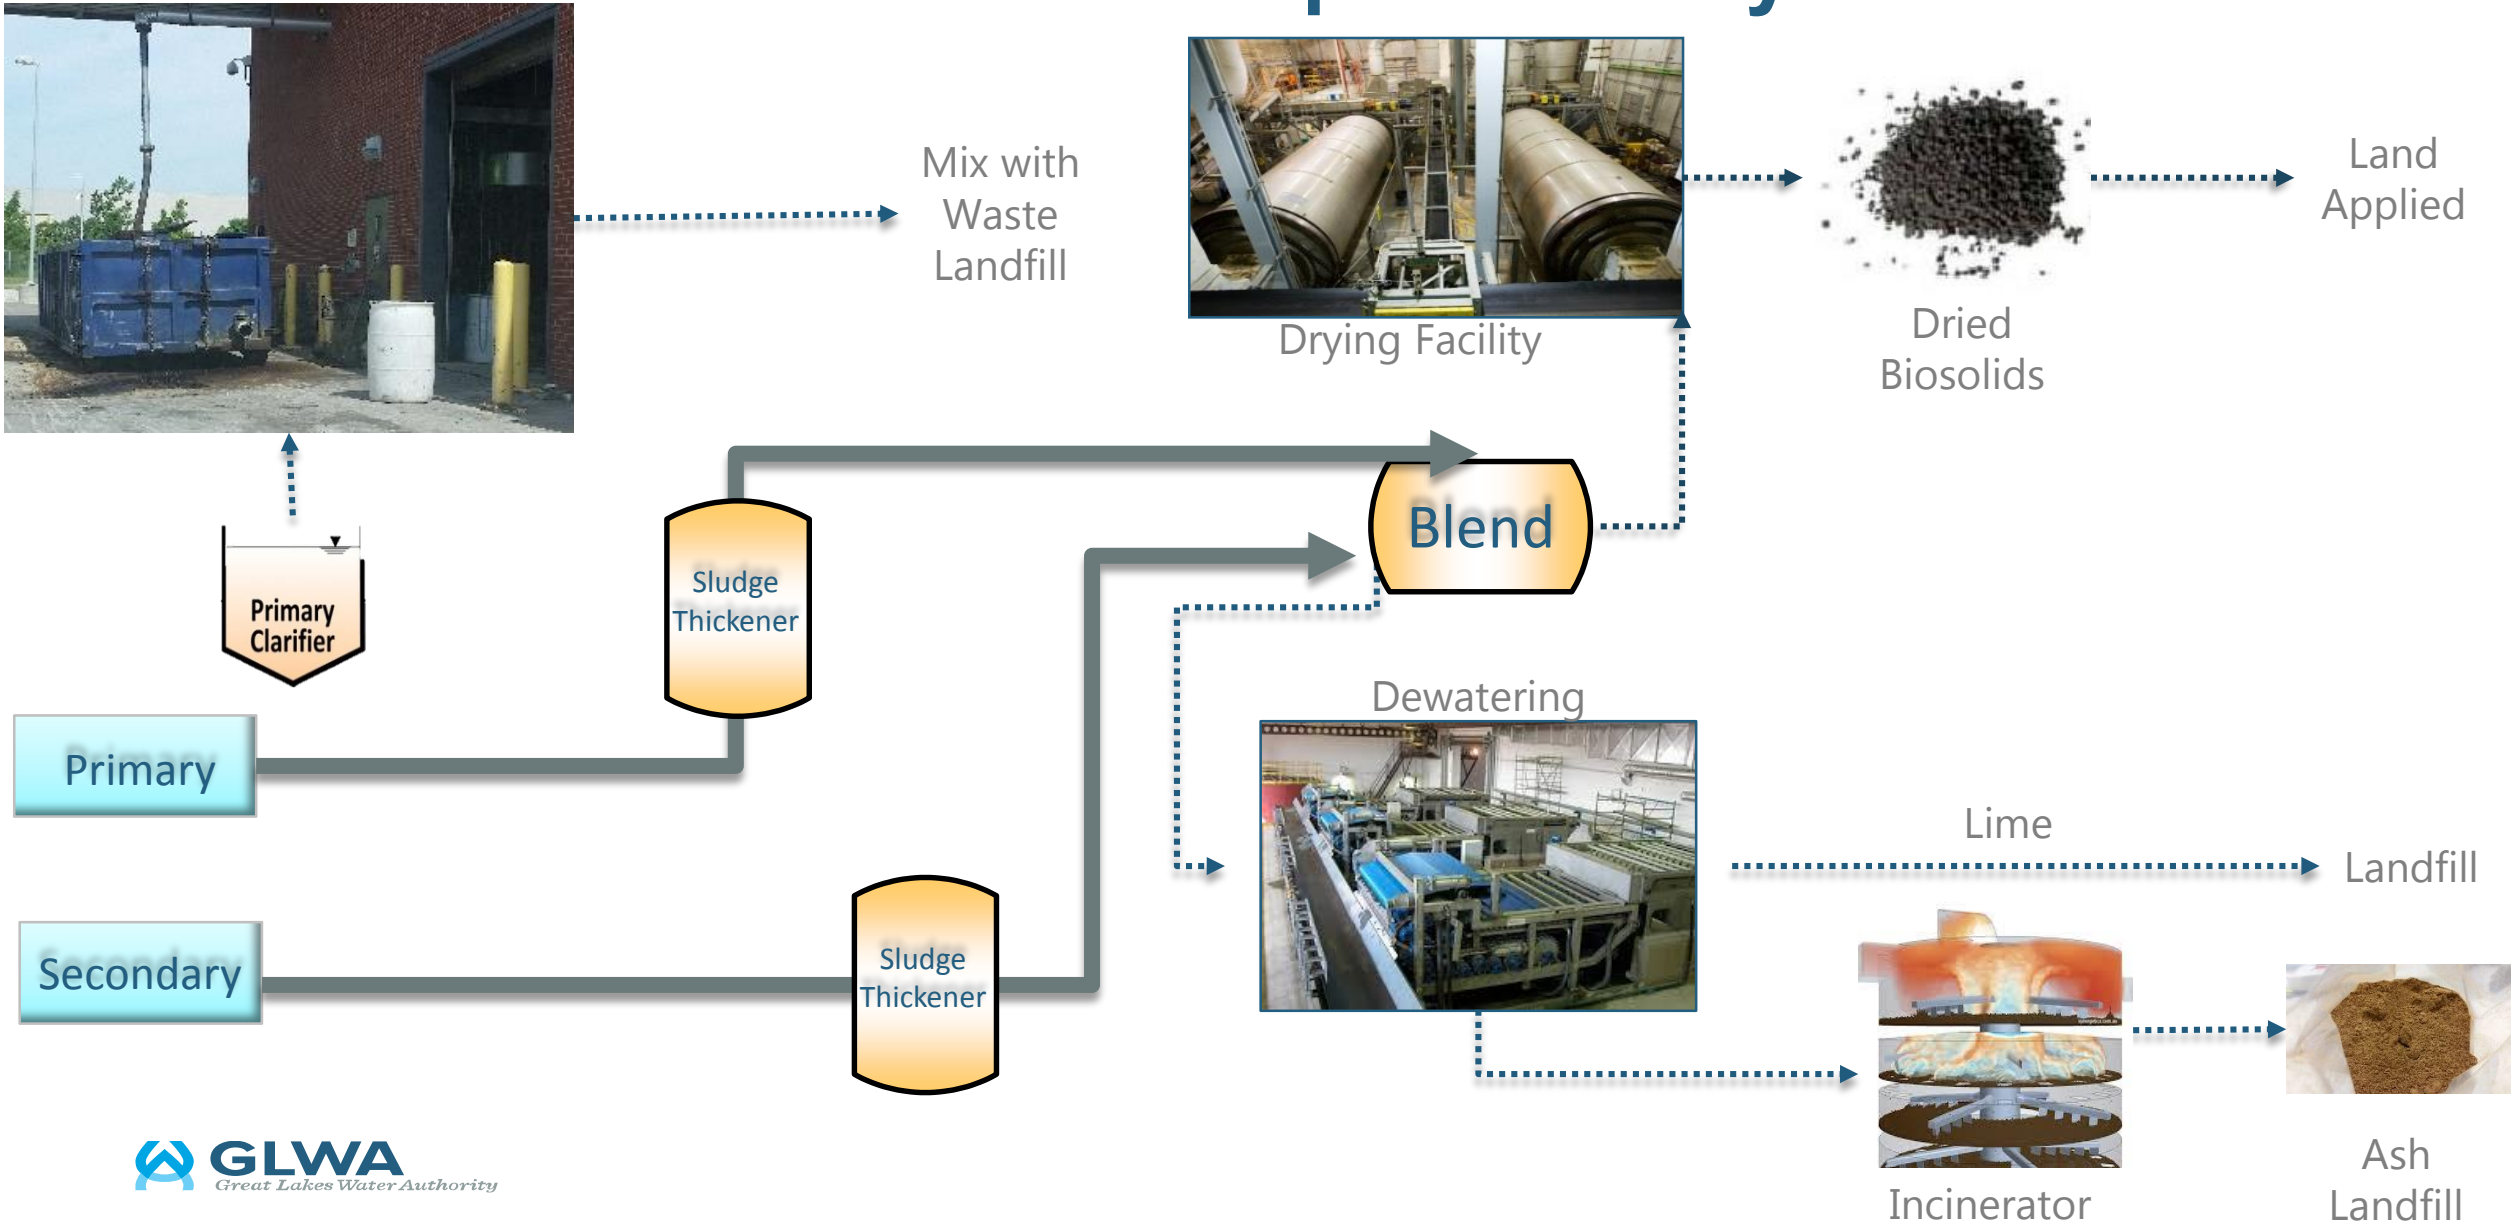 Mix with
Waste
Landfill
Drying Facility
Dried
Biosolids
Land
Applied
Primary
Clarifier
Sludge
Thickener
Blend
Primary
Dewatering
Lime
Landfill
Secondary
Sludge
Thickener
Incinerator
Ash
Landfill
GLWA
Great Lakes Water Authority